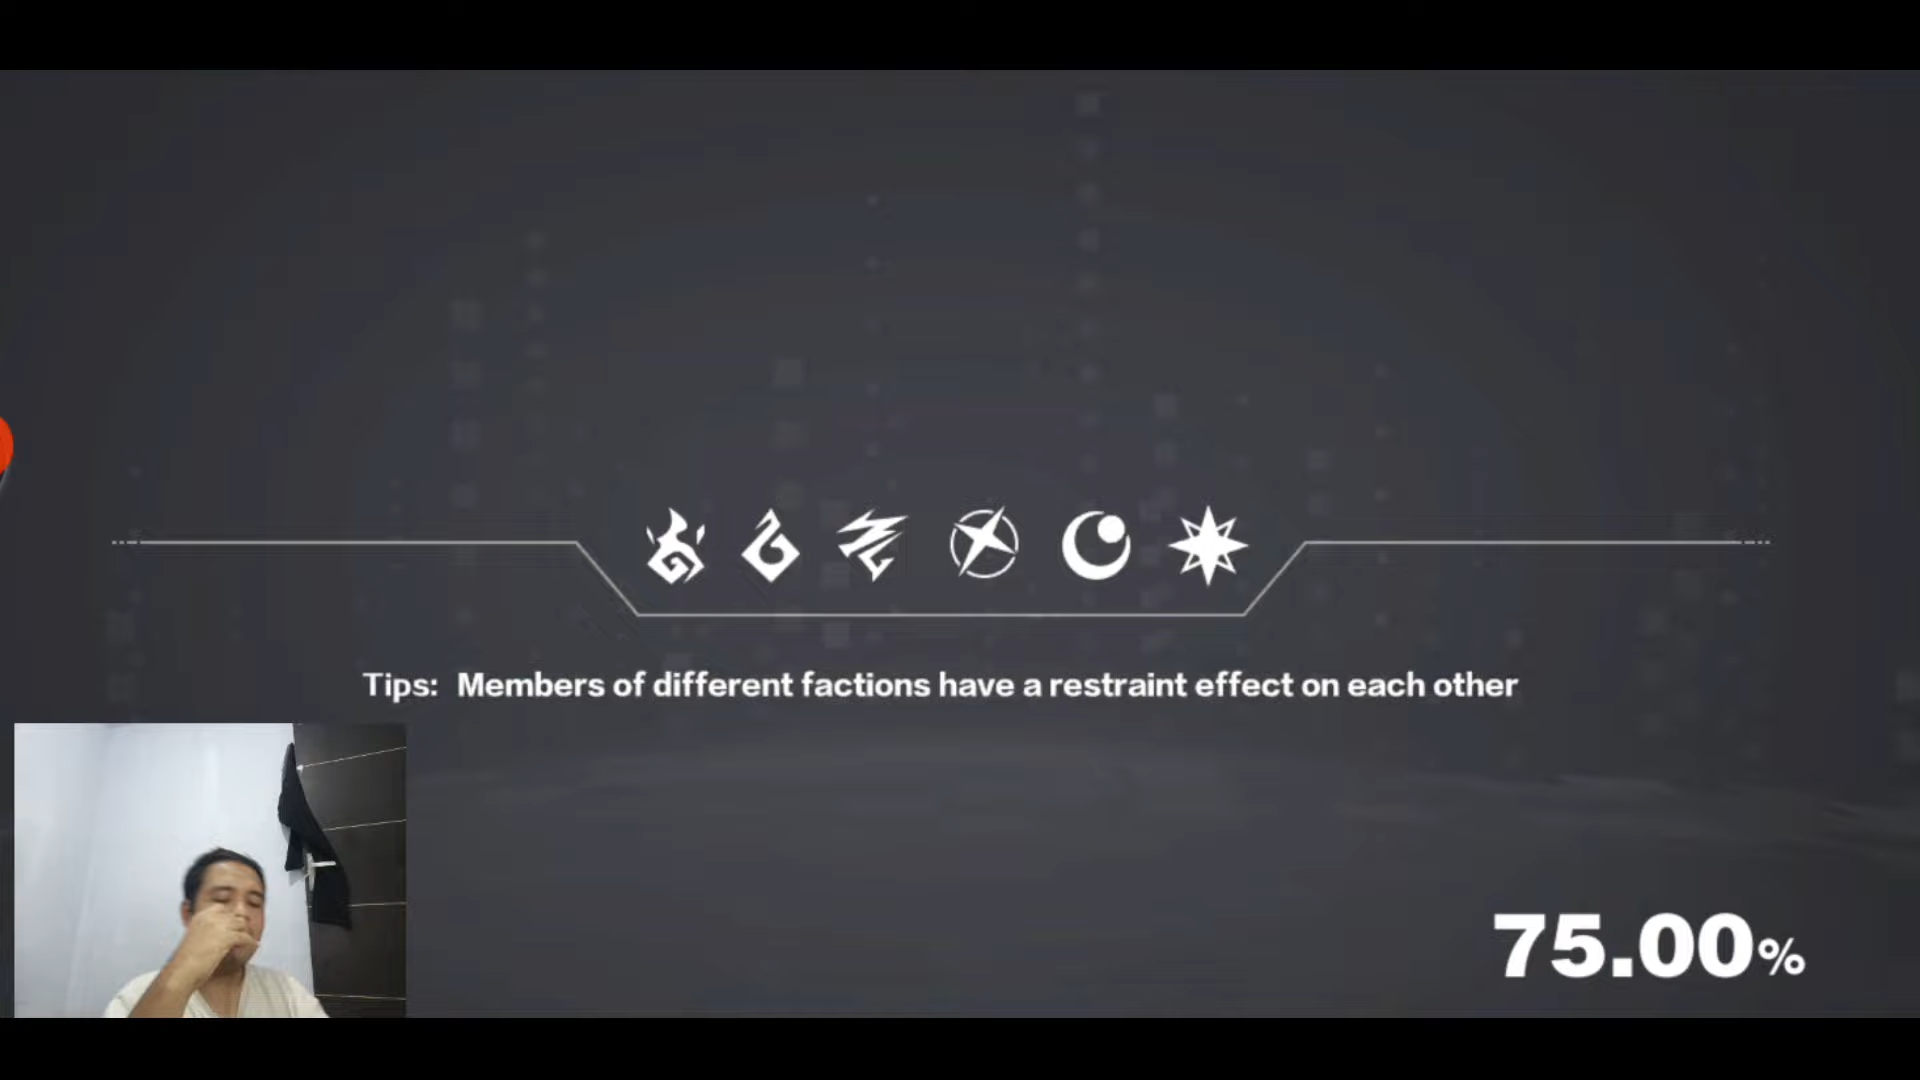 Tips: Members of different factions have a restraint effect on each other
75.00%